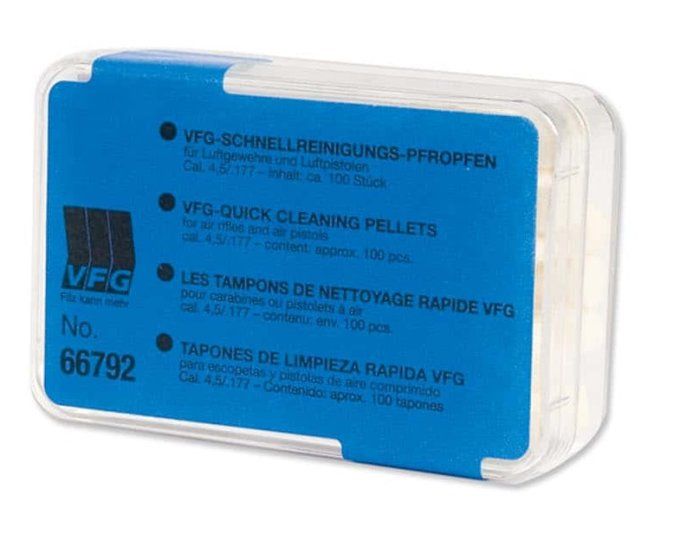 VFG-SCHNELLREINIGUNGS-PFROPFEN
für Luftgewehre und Luftpistolen
Cal. 4,5/.177 – Inhalt: ca. 100 Stück
VFG-QUICK CLEANING PELLETS
for air rifles and air pistols
cal. 4,5/.177 – content: approx. 100 pcs.
LES TAMPONS DE NETTOYAGE RAPIDE VFG
pour carabines ou pistolets à air
cal. 4,5/.177 – contenu: env. 100 pcs.
TAPONES DE LIMPIEZA RAPIDA VFG
para escopetas y pistolas de aire comprimido
Cal. 4,5/.177 – Contenido: aprox. 100 tapones
VFG
Filz kann mehr
No.
66792